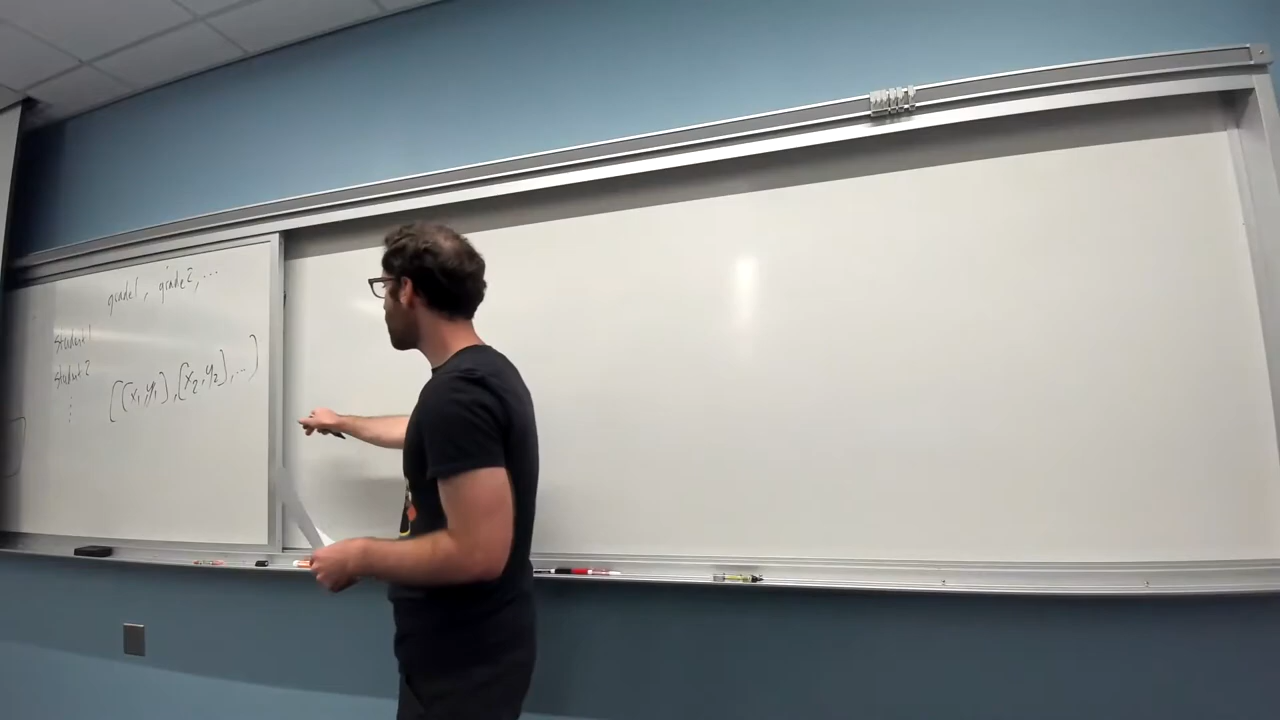 grade1, grade2, ...
student1
student2
[(x₁,y₁),(x₂,y₂),...]
⋮